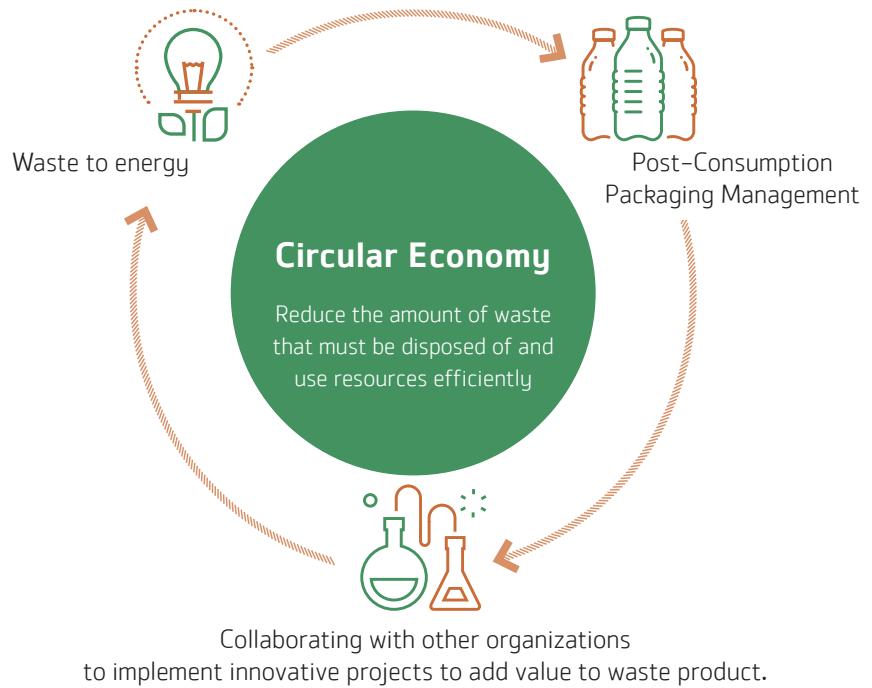 Waste to energy
Post-Consumption
Packaging Management
Circular Economy
Reduce the amount of waste
that must be disposed of and
use resources efficiently
Collaborating with other organizations
to implement innovative projects to add value to waste product.